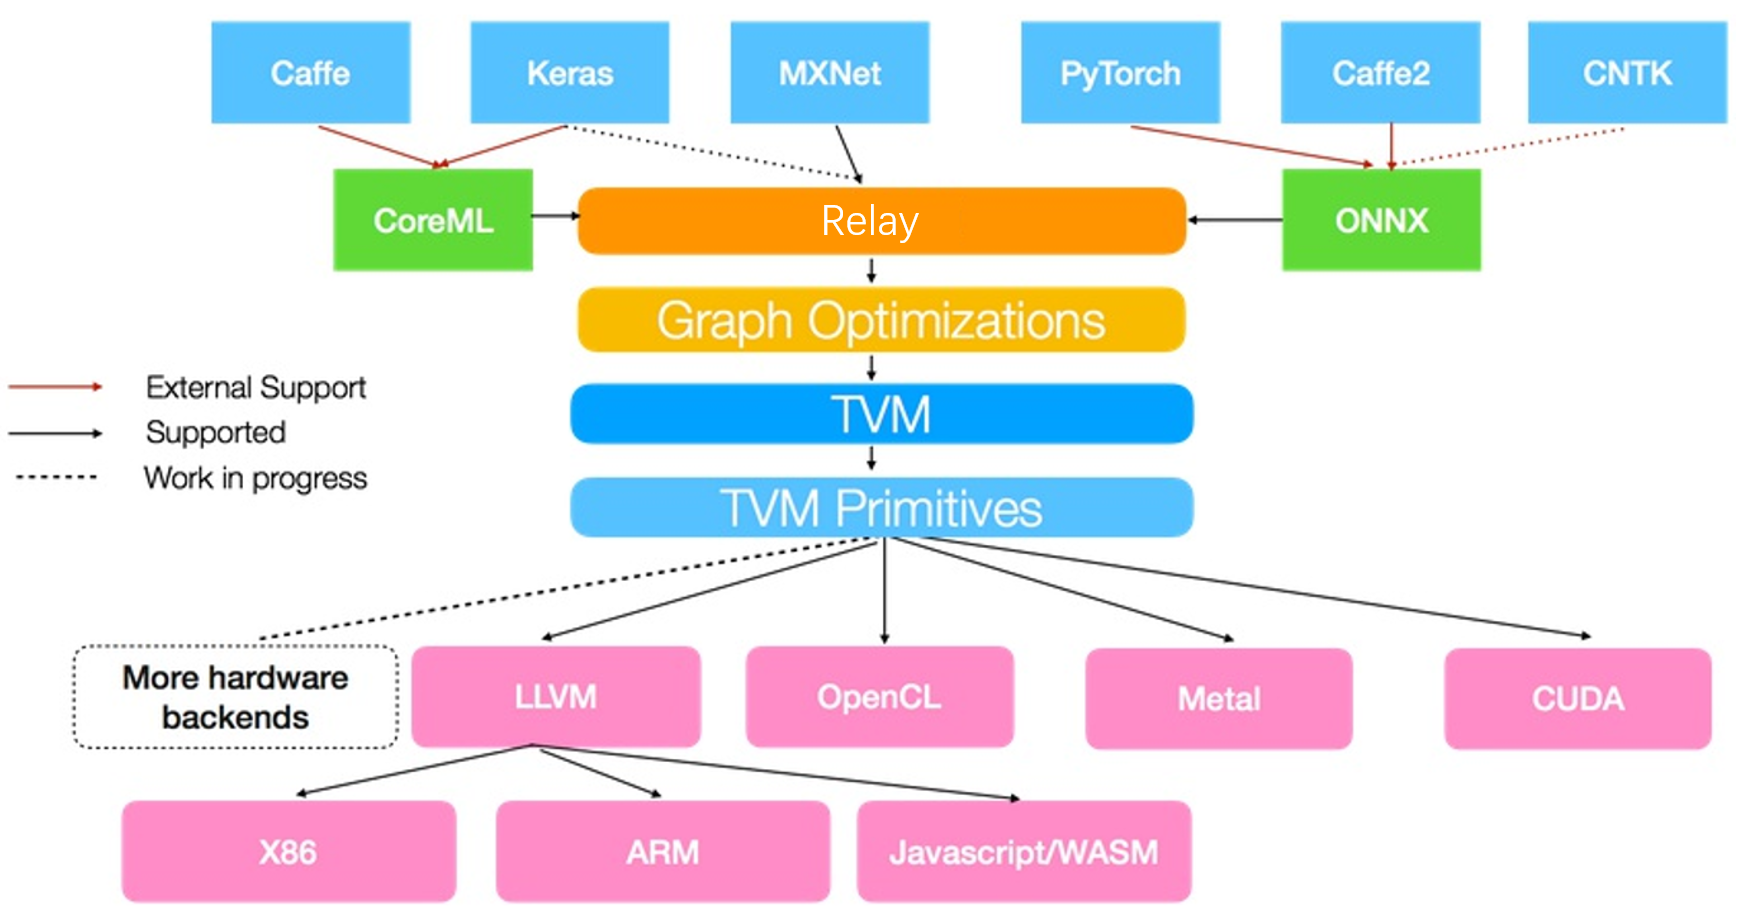 Caffe
Keras
MXNet
PyTorch
Caffe2
CNTK
CoreML
Relay
ONNX
Graph Optimizations
External Support
Supported
Work in progress
TVM
TVM Primitives
More hardware
backends
LLVM
OpenCL
Metal
CUDA
X86
ARM
Javascript/WASM